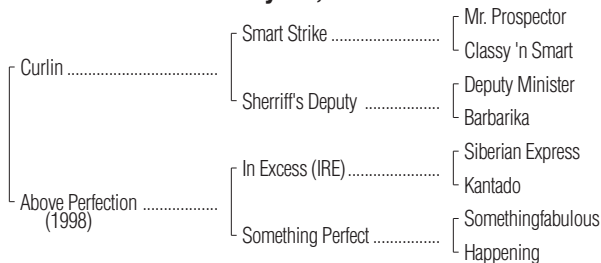 Mr. Prospector
Smart Strike
Classy 'n Smart
Curlin
Deputy Minister
Sherriff's Deputy
Barbarika
Siberian Express
In Excess (IRE)
Kantado
Above Perfection
(1998)
Somethingfabulous
Something Perfect
Happening